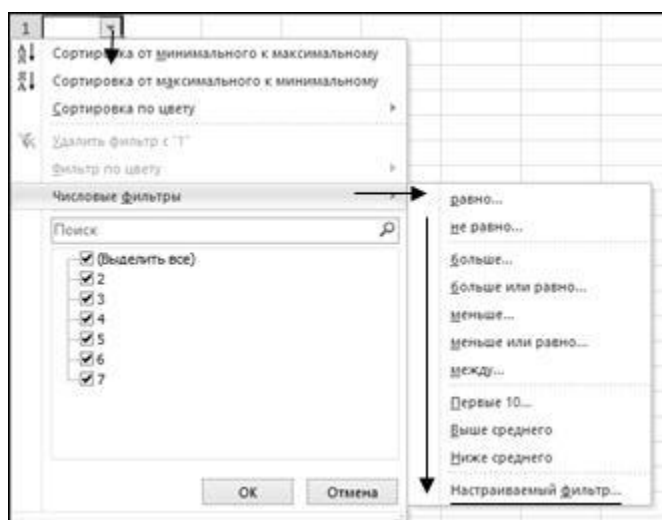 1
Сортировка от минимального к максимальному
Сортировка от максимального к минимальному
Сортировка по цвету
Удалить фильтр с "1"
Фильтр по цвету
Числовые фильтры
Поиск
(Выделить все)
2
3
4
5
6
7
ОК Отмена
равно...
не равно...
больше...
больше или равно...
меньше...
меньше или равно...
между...
Первые 10...
Выше среднего
Ниже среднего
Настраиваемый фильтр...